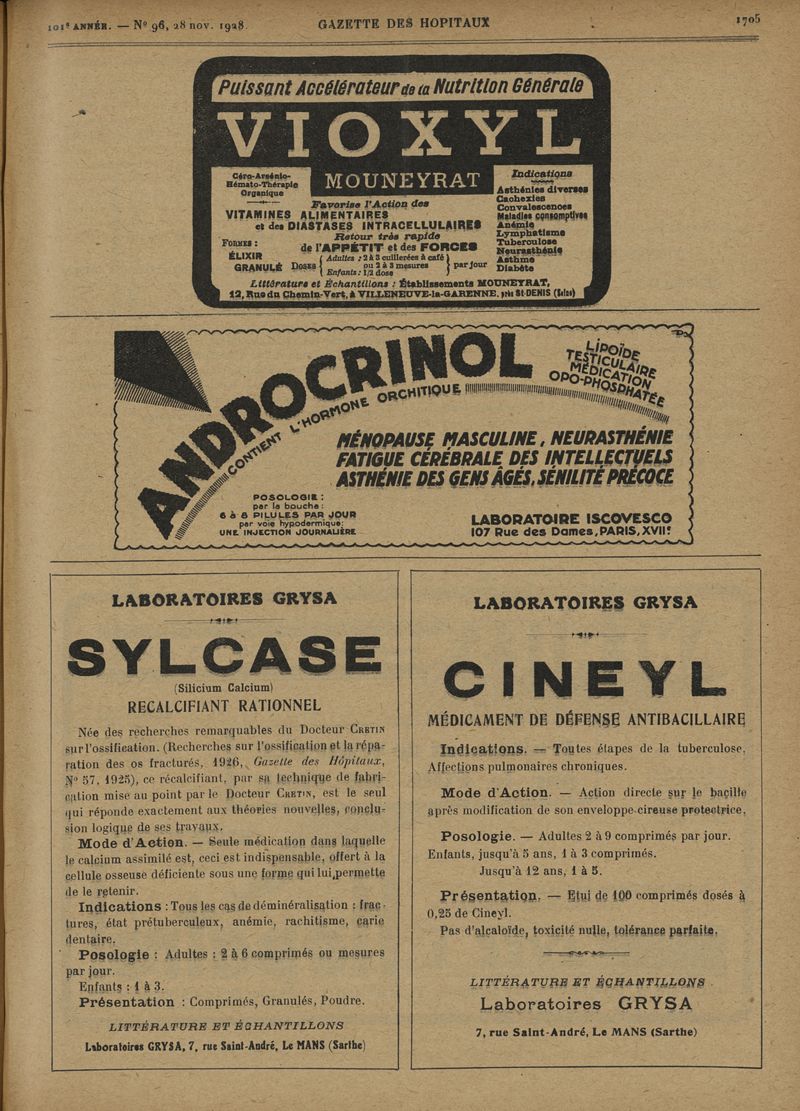 101e ANNÉE. — No 96, 28 nov. 1928.
GAZETTE DES HOPITAUX
1705
Puissant Accélérateur de la Nutrition Générale
VIOXYL
MOUNEYRAT
Céro-Arsénio-
Hémato-Thérapie
Organique
Favorise l'Action des
VITAMINES ALIMENTAIRES
et des DIASTASES INTRACELLULAIRES
Retour très rapide
de l'APPÉTIT et des FORCES
FORMES :
ÉLIXIR
GRANULÉ
DOSES
Adultes : 2 à 3 cuillerées à café
ou 2 à 3 mesures
Enfants : 1/2 dose
par jour
Indications
Asthénies diverses
Cachexies
Convalescences
Maladies consomptives
Anémie
Lymphatisme
Tuberculose
Neurasthénie
Asthme
Diabète
Littérature et Échantillons : Établissements MOUNEYRAT,
12, Rue du Chemin-Vert, à VILLENEUVE-la-GARENNE, près St-DENIS (Seine)
ANDROCRINOL
CONTIENT L'HORMONE ORCHITIQUE
LIPOÏDE
TESTICULAIRE
MÉDICATION
OPO-PHOSPHATÉE
MÉNOPAUSE MASCULINE, NEURASTHÉNIE
FATIGUE CÉRÉBRALE DES INTELLECTUELS
ASTHÉNIE DES GENS ÂGÉS, SÉNILITÉ PRÉCOCE
POSOLOGIE :
par la bouche :
6 à 8 PILULES PAR JOUR
par voie hypodermique:
UNE INJECTION JOURNALIÈRE
LABORATOIRE ISCOVESCO
107 Rue des Dames, PARIS, XVIIe
LABORATOIRES GRYSA
SYLCASE
(Silicium Calcium)
RECALCIFIANT RATIONNEL
Née des recherches remarquables du Docteur CRETIN
sur l'ossification. (Recherches sur l'ossification et la répa-
ration des os fracturés, 1926, Gazette des Hôpitaux,
No 57, 1925), ce récalcifiant, par sa technique de fabri-
cation mise au point par le Docteur CRETIN, est le seul
qui réponde exactement aux théories nouvelles, conclu-
sion logique de ses travaux.
Mode d'Action. — Seule médication dans laquelle
le calcium assimilé est, ceci est indispensable, offert à la
cellule osseuse déficiente sous une forme qui lui permette
de le retenir.
Indications : Tous les cas de déminéralisation : frac-
tures, état prétuberculeux, anémie, rachitisme, carie
dentaire.
Posologie : Adultes : 2 à 6 comprimés ou mesures
par jour.
Enfants : 1 à 3.
Présentation : Comprimés, Granulés, Poudre.
LITTÉRATURE ET ÉCHANTILLONS
Laboratoires GRYSA, 7, rue Saint-André, Le MANS (Sarthe)
LABORATOIRES GRYSA
CINEYL
MÉDICAMENT DE DÉFENSE ANTIBACILLAIRE
Indications. — Toutes étapes de la tuberculose.
Affections pulmonaires chroniques.
Mode d'Action. — Action directe sur le bacille
après modification de son enveloppe cireuse protectrice.
Posologie. — Adultes 2 à 9 comprimés par jour.
Enfants, jusqu'à 5 ans, 1 à 3 comprimés.
Jusqu'à 12 ans, 1 à 5.
Présentation. — Etui de 100 comprimés dosés à
0,25 de Cineyl.
Pas d'alcaloïde, toxicité nulle, tolérance parfaite.
LITTÉRATURE ET ÉCHANTILLONS
Laboratoires GRYSA
7, rue Saint-André, Le MANS (Sarthe)